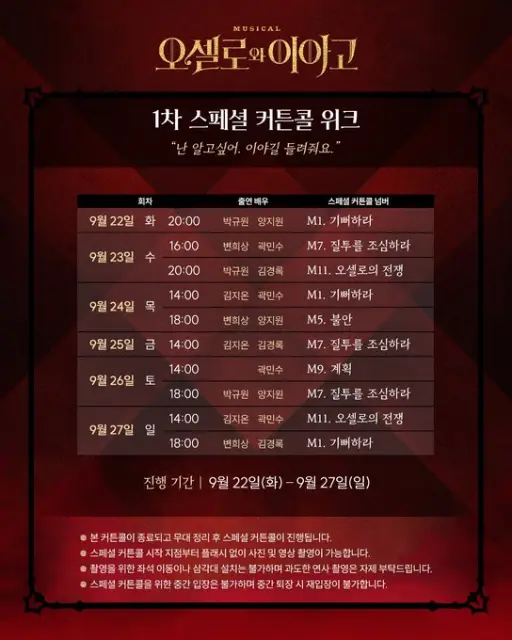 MUSICAL
오셀로와 이아고
1차 스페셜 커튼콜 위크
“난 알고싶어. 이야길 들려줘요.”
회차 출연 배우 스페셜 커튼콜 넘버
9월 22일 화 20:00 박규원 양지원 M1. 기뻐하라
9월 23일 수 16:00 변희상 곽민수 M7. 질투를 조심하라
20:00 박규원 김경록 M11. 오셀로의 전쟁
9월 24일 목 14:00 김지온 곽민수 M1. 기뻐하라
18:00 변희상 양지원 M5. 불안
9월 25일 금 14:00 김지온 김경록 M7. 질투를 조심하라
9월 26일 토 14:00 곽민수 M9. 계획
18:00 박규원 양지원 M7. 질투를 조심하라
9월 27일 일 14:00 김지온 곽민수 M11. 오셀로의 전쟁
18:00 변희상 김경록 M1. 기뻐하라
진행 기간 | 9월 22일(화) – 9월 27일(일)
본 커튼콜이 종료되고 무대 정리 후 스페셜 커튼콜이 진행됩니다.
스페셜 커튼콜 시작 지점부터 플래시 없이 사진 및 영상 촬영이 가능합니다.
촬영을 위한 좌석 이동이나 삼각대 설치는 불가하며 과도한 연사 촬영은 자제 부탁드립니다.
스페셜 커튼콜을 위한 중간 입장은 불가하며 중간 퇴장 시 재입장이 불가합니다.